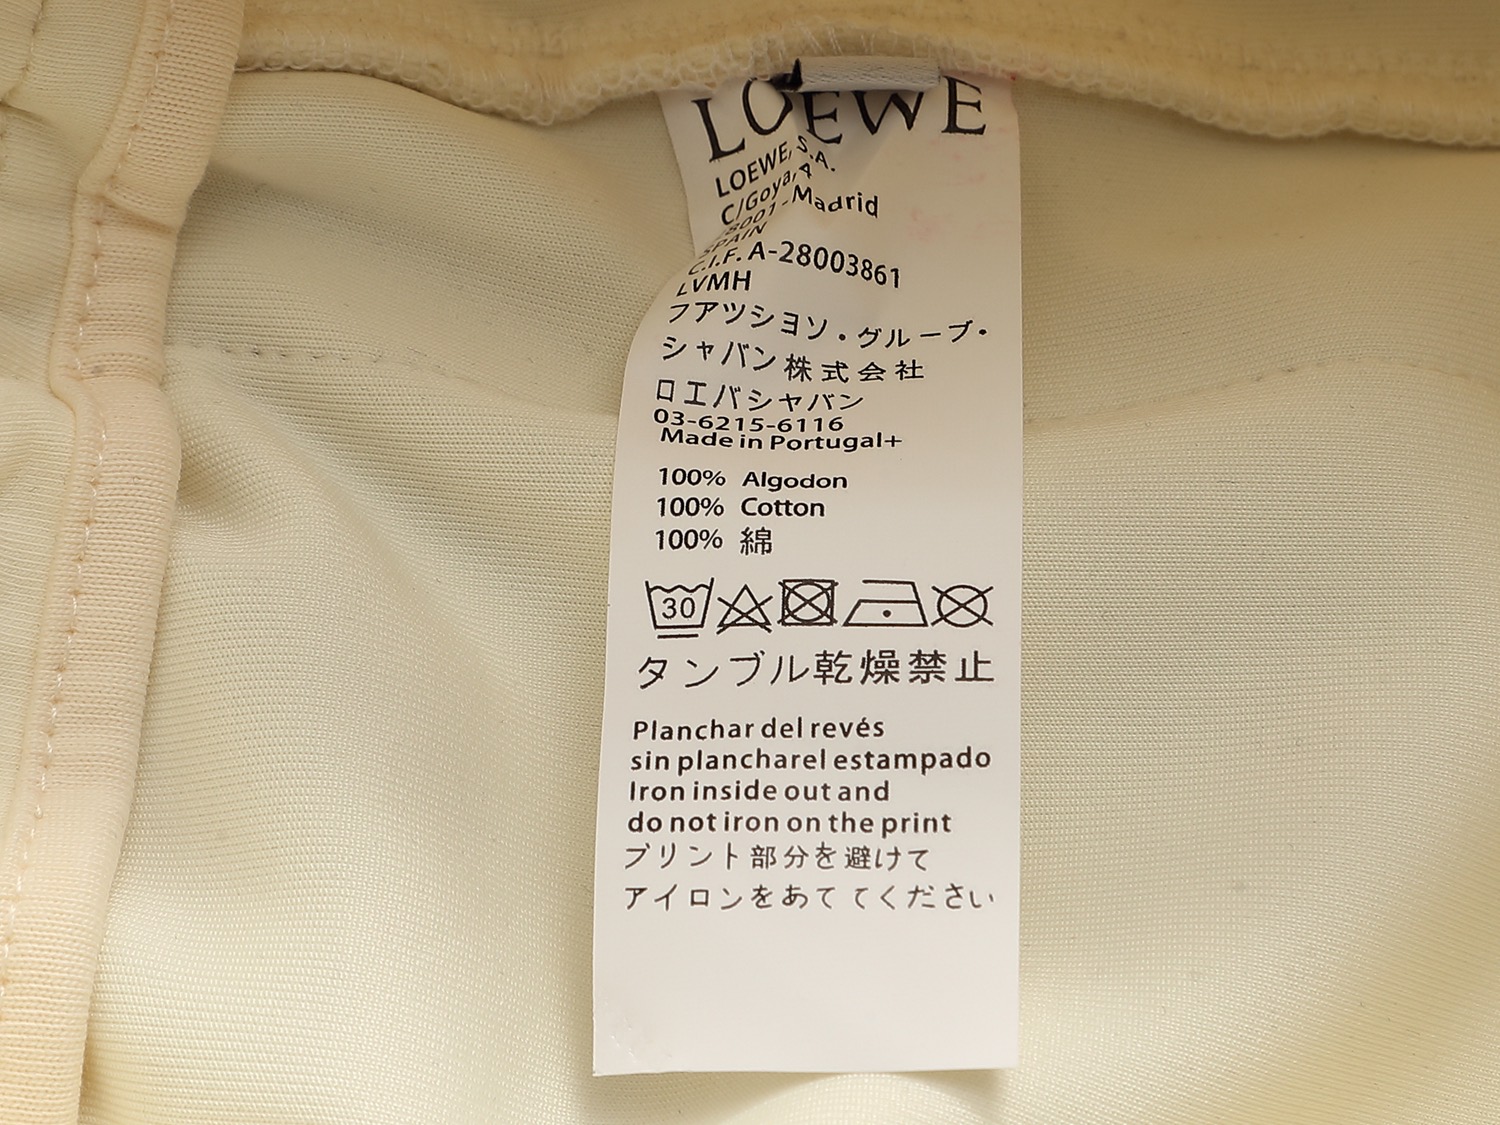 LOEWE
LOEWE, S.A.
C/Goya, 4
28001-Madrid
SPAIN
C.I.F. A-28003861
LVMH
フアツシヨソ・グループ・
シャバン株式会社
ロエバシャバン
03-6215-6116
Made in Portugal+
100% Algodon
100% Cotton
100% 綿
30
タンブル乾燥禁止
Planchar del revés
sin plancharel estampado
Iron inside out and
do not iron on the print
プリント部分を避けて
アイロンをあててください